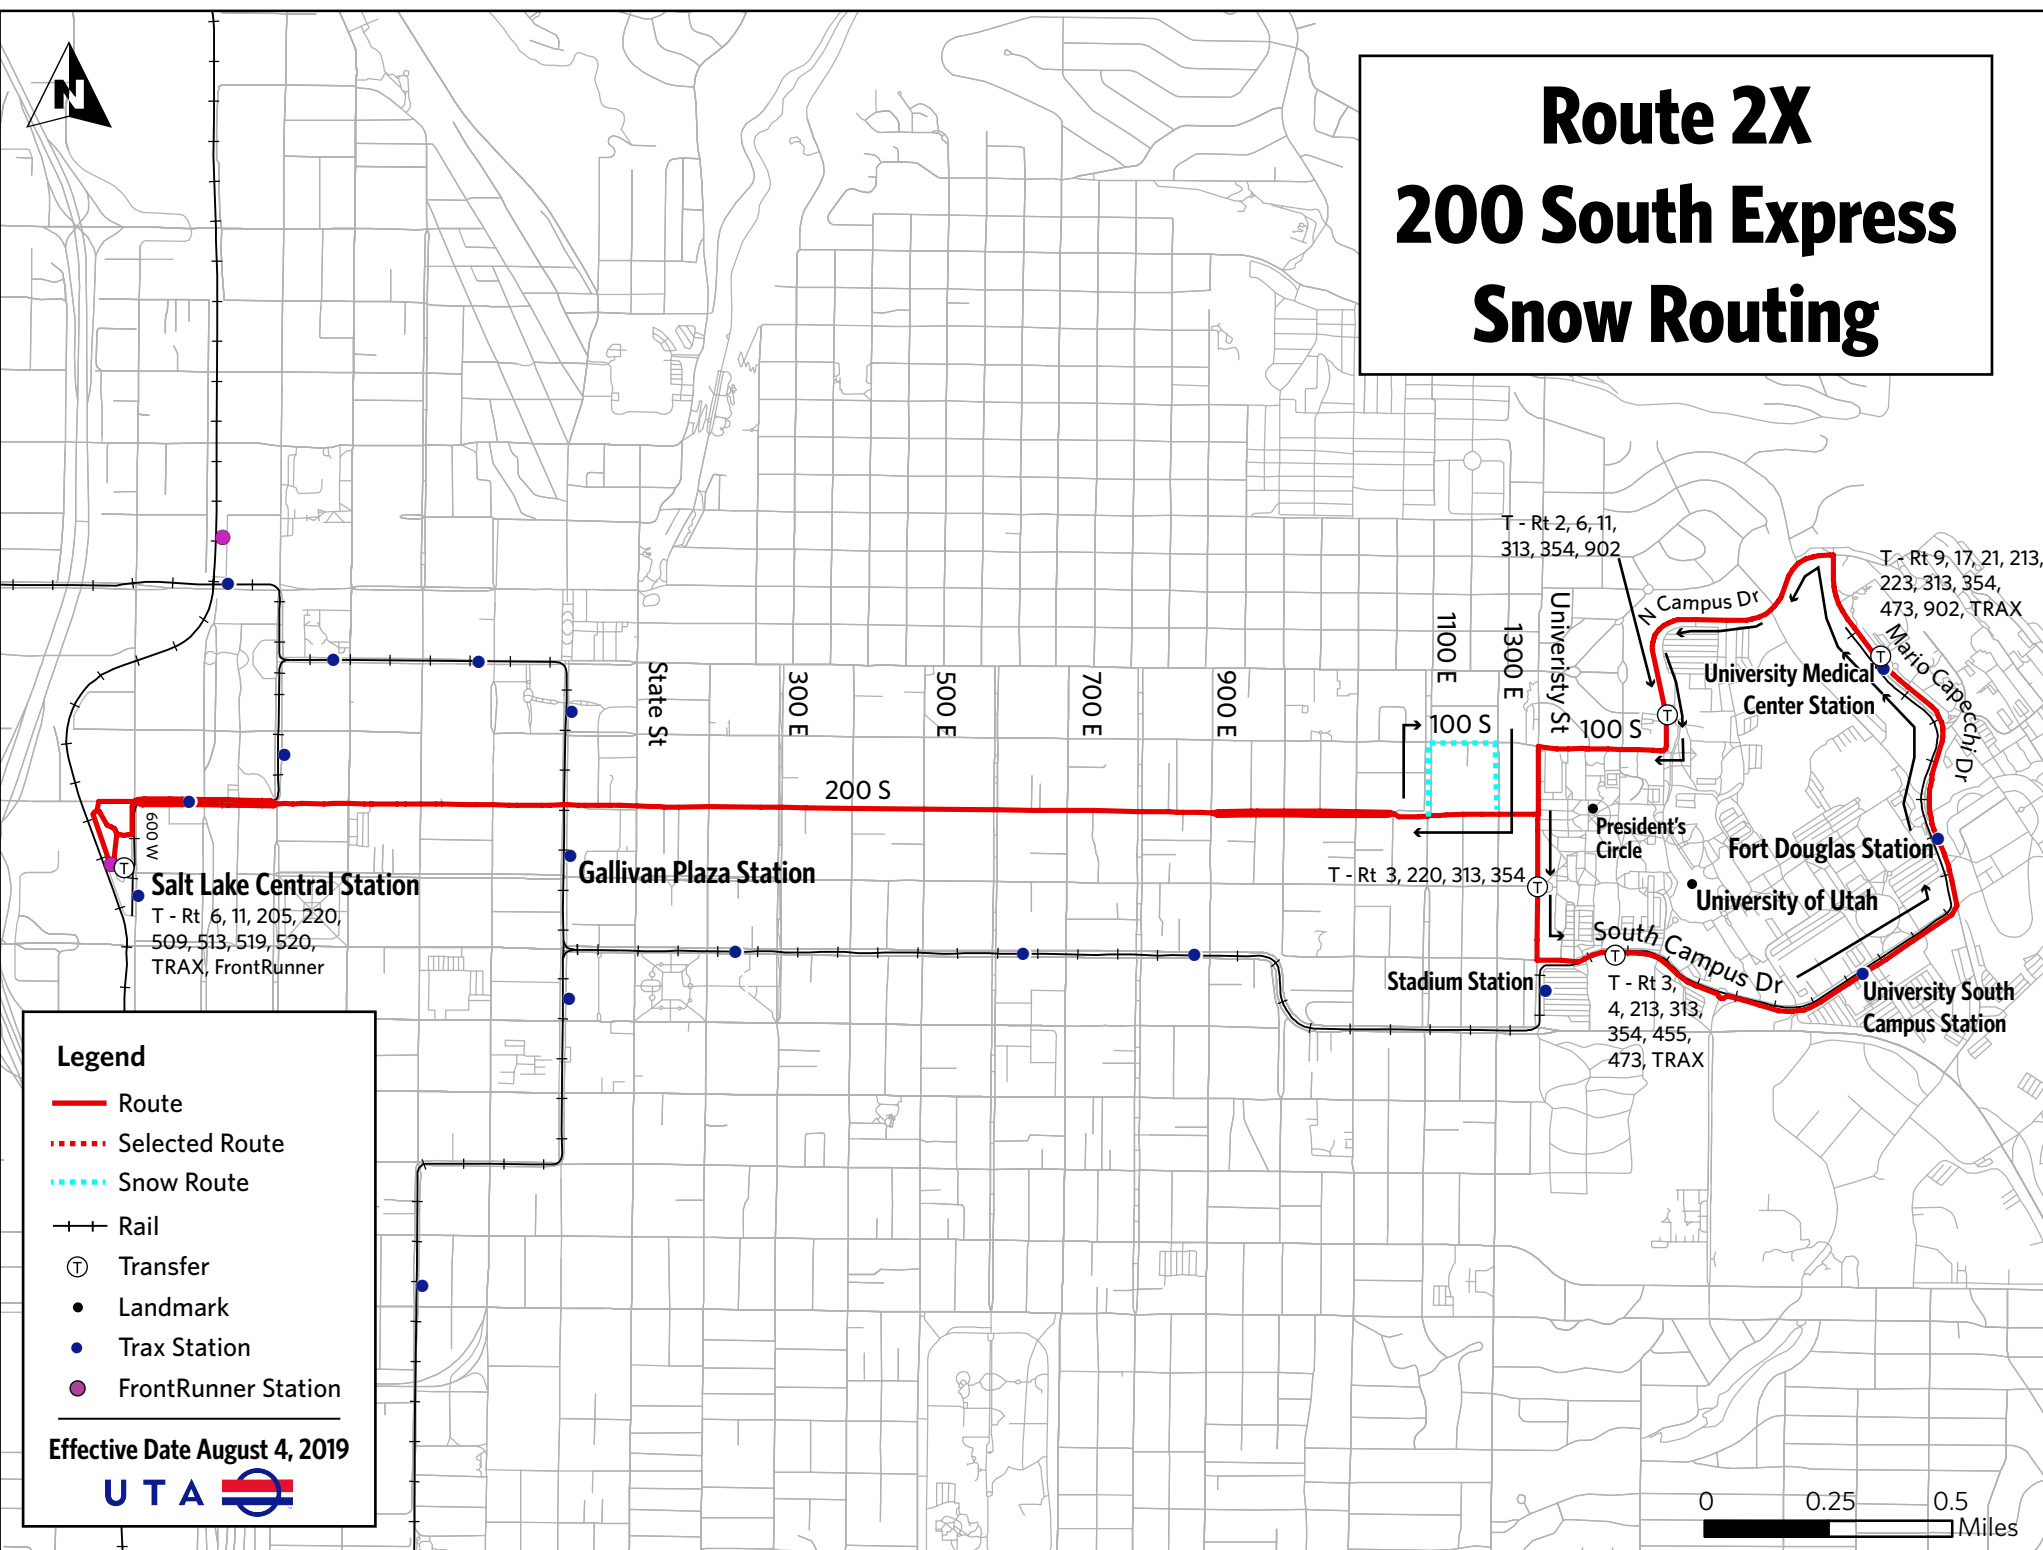 N
Route 2X
200 South Express
Snow Routing
T - Rt 2, 6, 11,
313, 354, 902
T - Rt 9, 17, 21, 213,
223, 313, 354,
473, 902, TRAX
N Campus Dr
Mario Capecchi Dr
University Medical
Center Station
State St
300 E
500 E
700 E
900 E
1100 E
1300 E
Univeristy St
100 S
100 S
200 S
600 W
President's
Circle
Fort Douglas Station
University of Utah
T - Rt 3, 220, 313, 354
Gallivan Plaza Station
Salt Lake Central Station
T - Rt 6, 11, 205, 220,
509, 513, 519, 520,
TRAX, FrontRunner
South Campus Dr
Stadium Station
T - Rt 3,
4, 213, 313,
354, 455,
473, TRAX
University South
Campus Station
T
T
T
T
T
Legend
Route
Selected Route
Snow Route
Rail
T Transfer
Landmark
Trax Station
FrontRunner Station
Effective Date August 4, 2019
U T A
0 0.25 0.5
Miles